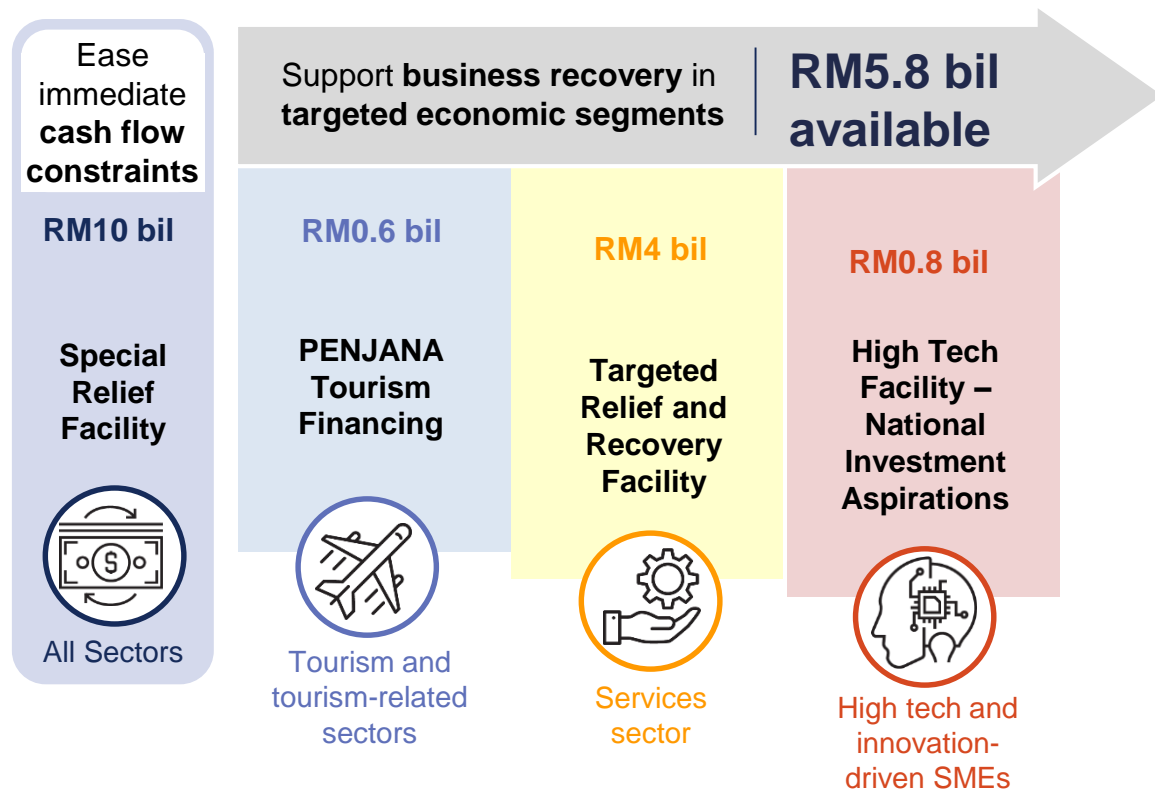 Ease
immediate
cash flow
constraints
RM10 bil
Special
Relief
Facility
All Sectors
Support business recovery in
targeted economic segments
RM5.8 bil
available
RM0.6 bil
PENJANA
Tourism
Financing
Tourism and
tourism-related
sectors
RM4 bil
Targeted
Relief and
Recovery
Facility
Services
sector
RM0.8 bil
High Tech
Facility –
National
Investment
Aspirations
High tech and
innovation-
driven SMEs